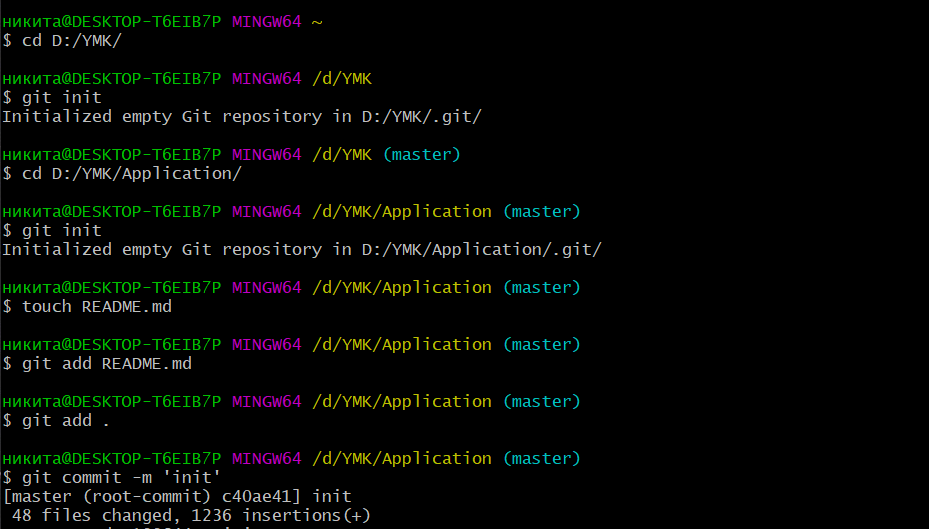 никита@DESKTOP-T6EIB7P MINGW64 ~
$ cd D:/YMK/
никита@DESKTOP-T6EIB7P MINGW64 /d/YMK
$ git init
Initialized empty Git repository in D:/YMK/.git/
никита@DESKTOP-T6EIB7P MINGW64 /d/YMK (master)
$ cd D:/YMK/Application/
никита@DESKTOP-T6EIB7P MINGW64 /d/YMK/Application (master)
$ git init
Initialized empty Git repository in D:/YMK/Application/.git/
никита@DESKTOP-T6EIB7P MINGW64 /d/YMK/Application (master)
$ touch README.md
никита@DESKTOP-T6EIB7P MINGW64 /d/YMK/Application (master)
$ git add README.md
никита@DESKTOP-T6EIB7P MINGW64 /d/YMK/Application (master)
$ git add .
никита@DESKTOP-T6EIB7P MINGW64 /d/YMK/Application (master)
$ git commit -m 'init'
[master (root-commit) c40ae41] init
48 files changed, 1236 insertions(+)